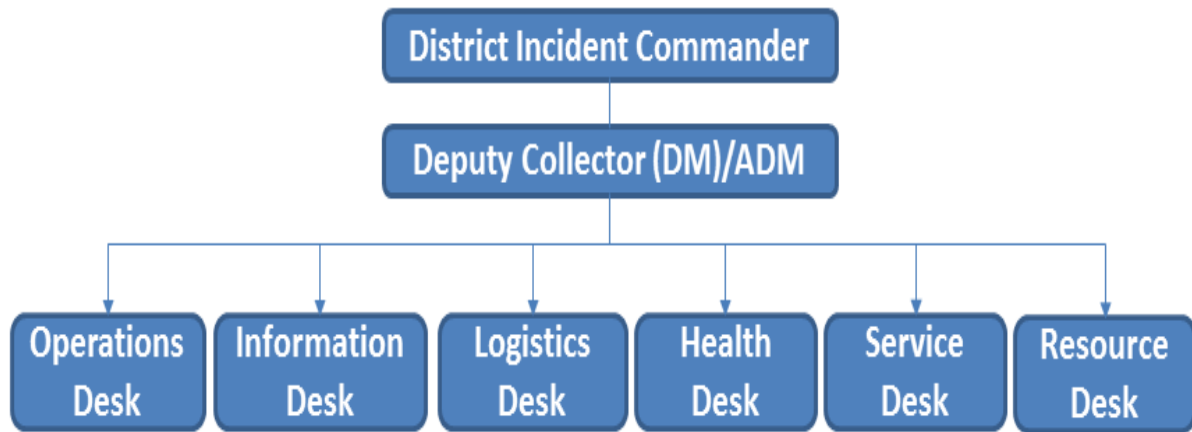 District Incident Commander
Deputy Collector (DM)/ADM
Operations
Desk
Information
Desk
Logistics
Desk
Health
Desk
Service
Desk
Resource
Desk